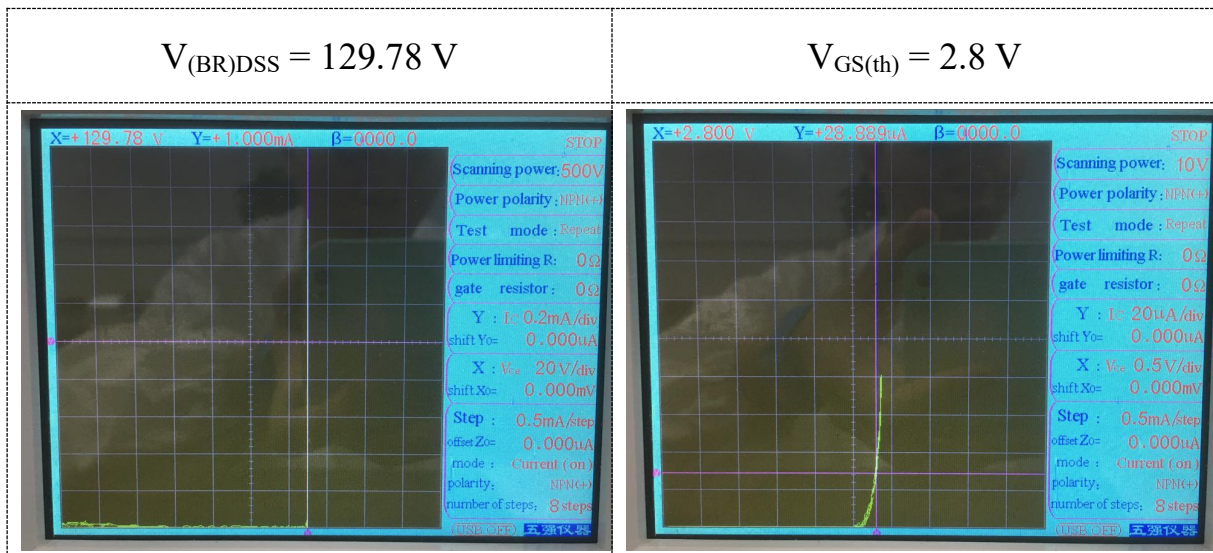 V(BR)DSS = 129.78 V
VGS(th) = 2.8 V
X=+129.78 V Y=+1.000mA β=0000.0
STOP
Scanning power:500V
Power polarity:NPN(+)
Test mode:Repeat
Power limiting R: 0Ω
gate resistor: 0Ω
Y : Ic 0.2mA/div
shift Y0= 0.000uA
X : Vce 20V/div
shift X0= 0.000mV
Step : 0.5mA/step
offset Z0= 0.000uA
mode : Current(on)
polarity: NPN(+)
number of steps: 8steps
(USB OFF) 五强仪器
X=+2.800 V Y=+28.889uA β=0000.0
STOP
Scanning power: 10V
Power polarity:NPN(+)
Test mode:Repeat
Power limiting R: 0Ω
gate resistor: 0Ω
Y : Ic 20uA/div
shift Y0= 0.000uA
X : Vce 0.5V/div
shift X0= 0.000mV
Step : 0.5mA/step
offset Z0= 0.000uA
mode : Current(on)
polarity: NPN(+)
number of steps: 8steps
(USB OFF) 五强仪器